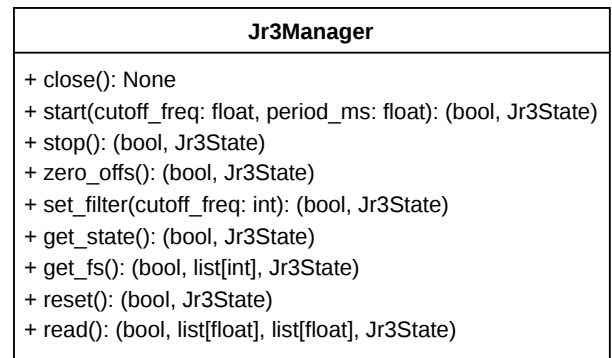 Jr3Manager
+ close(): None
+ start(cutoff_freq: float, period_ms: float): (bool, Jr3State)
+ stop(): (bool, Jr3State)
+ zero_offs(): (bool, Jr3State)
+ set_filter(cutoff_freq: int): (bool, Jr3State)
+ get_state(): (bool, Jr3State)
+ get_fs(): (bool, list[int], Jr3State)
+ reset(): (bool, Jr3State)
+ read(): (bool, list[float], list[float], Jr3State)